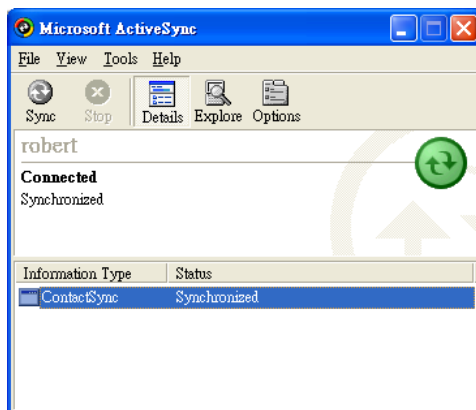 Microsoft ActiveSync
File View Tools Help
Sync Stop Details Explore Options
robert
Connected
Synchronized
Information Type Status
ContactSync Synchronized